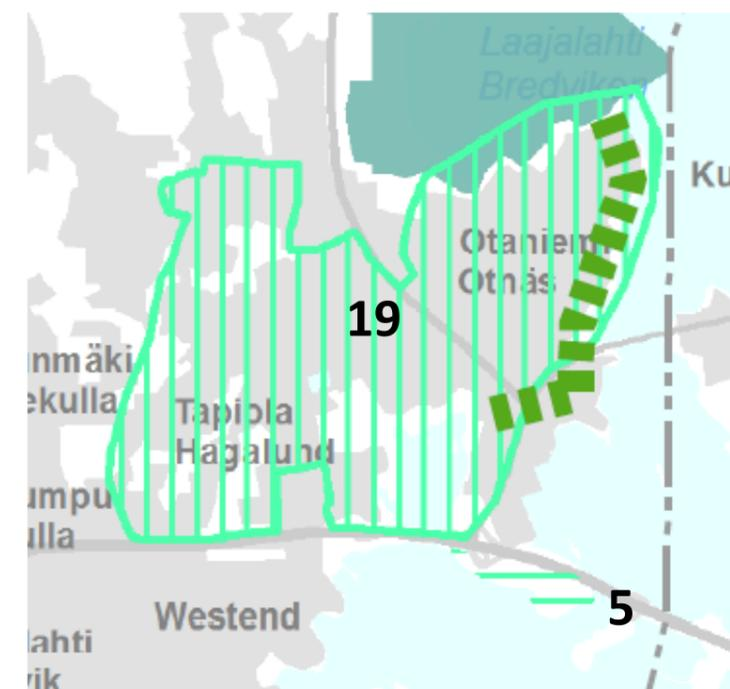 Laajalahti
Bredviken
Ku
Otaniemi
Otnäs
19
nmäki
ekulla
Tapiola
Hagalund
umpu
ulla
5
Westend
lahti
vik